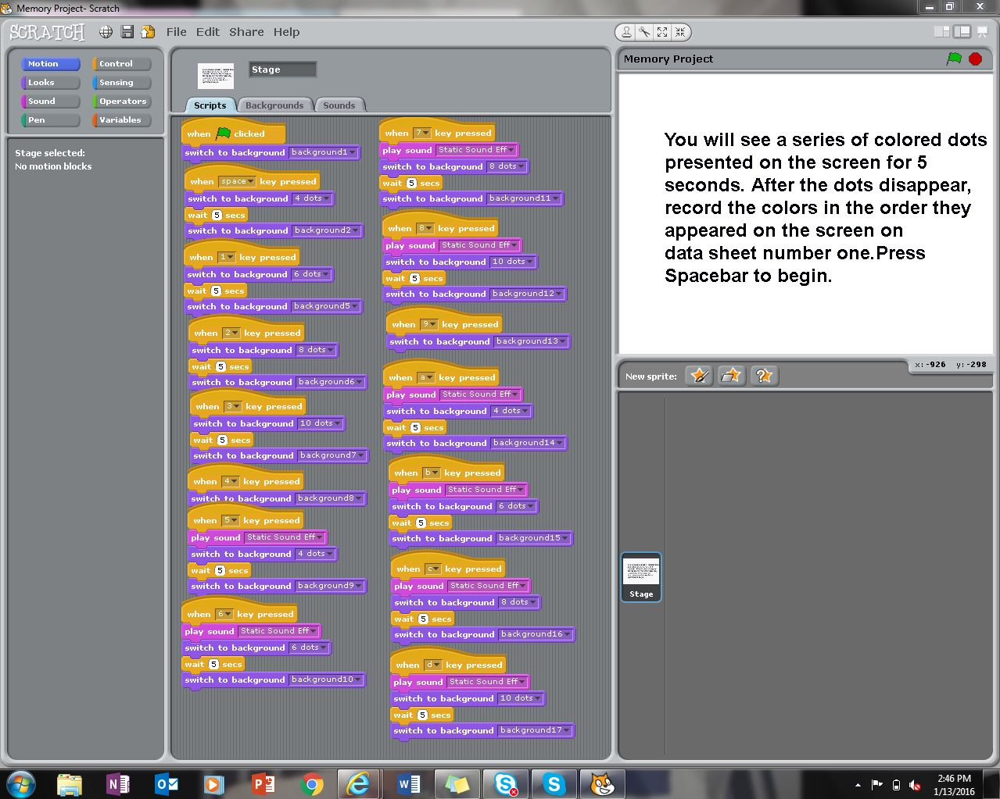 Memory Project- Scratch
SCRATCH File Edit Share Help
Motion Control
Looks Sensing
Sound Operators
Pen Variables
Stage selected:
No motion blocks
Stage
Scripts Backgrounds Sounds
when clicked
switch to background background1
when space key pressed
switch to background 4 dots
wait 5 secs
switch to background background2
when 1 key pressed
switch to background 6 dots
wait 5 secs
switch to background background5
when 2 key pressed
switch to background 8 dots
wait 5 secs
switch to background background6
when 3 key pressed
switch to background 10 dots
wait 5 secs
switch to background background7
when 4 key pressed
switch to background background8
when 5 key pressed
play sound Static Sound Eff
switch to background 4 dots
wait 5 secs
switch to background background9
when 6 key pressed
play sound Static Sound Eff
switch to background 6 dots
wait 5 secs
switch to background background10
when 7 key pressed
play sound Static Sound Eff
switch to background 8 dots
wait 5 secs
switch to background background11
when 8 key pressed
play sound Static Sound Eff
switch to background 10 dots
wait 5 secs
switch to background background12
when 9 key pressed
switch to background background13
when a key pressed
play sound Static Sound Eff
switch to background 4 dots
wait 5 secs
switch to background background14
when b key pressed
play sound Static Sound Eff
switch to background 6 dots
wait 5 secs
switch to background background15
when c key pressed
play sound Static Sound Eff
switch to background 8 dots
wait 5 secs
switch to background background16
when d key pressed
play sound Static Sound Eff
switch to background 10 dots
wait 5 secs
switch to background background17
Memory Project
You will see a series of colored dots
presented on the screen for 5
seconds. After the dots disappear,
record the colors in the order they
appeared on the screen on
data sheet number one.Press
Spacebar to begin.
x: -926 y: -298
New sprite:
Stage
2:46 PM
1/13/2016